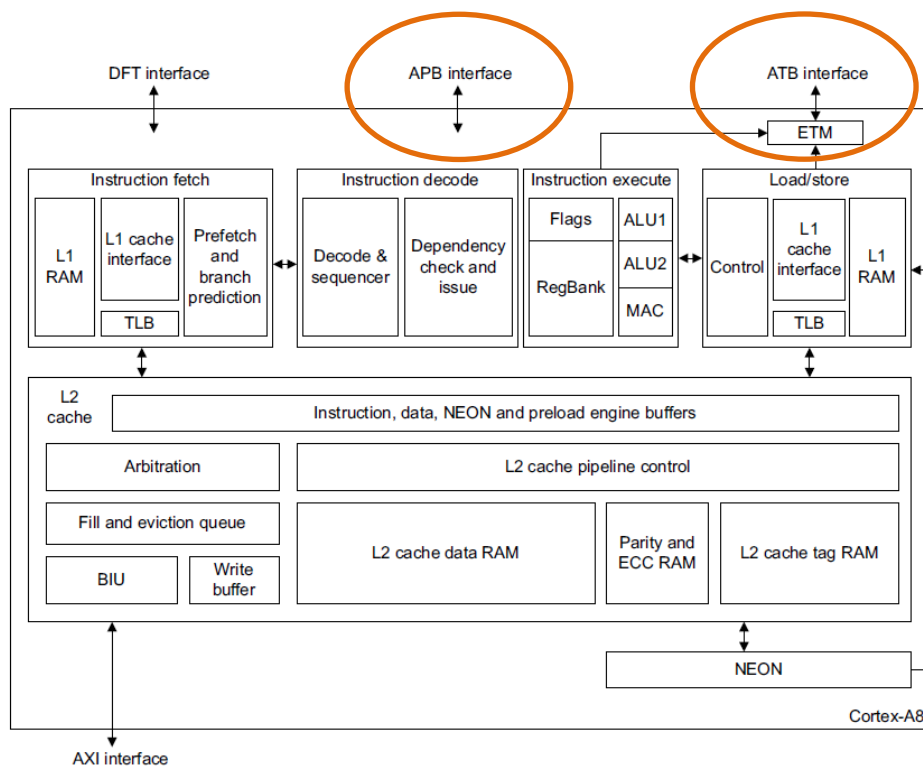 DFT interface
APB interface
ATB interface
ETM
Instruction fetch
L1
RAM
L1 cache
interface
TLB
Prefetch
and
branch
prediction
Instruction decode
Decode &
sequencer
Dependency
check and
issue
Instruction execute
Flags
RegBank
ALU1
ALU2
MAC
Load/store
Control
L1
cache
interface
TLB
L1
RAM
L2
cache
Instruction, data, NEON and preload engine buffers
Arbitration
L2 cache pipeline control
Fill and eviction queue
BIU
Write
buffer
L2 cache data RAM
Parity and
ECC RAM
L2 cache tag RAM
NEON
Cortex-A8
AXI interface